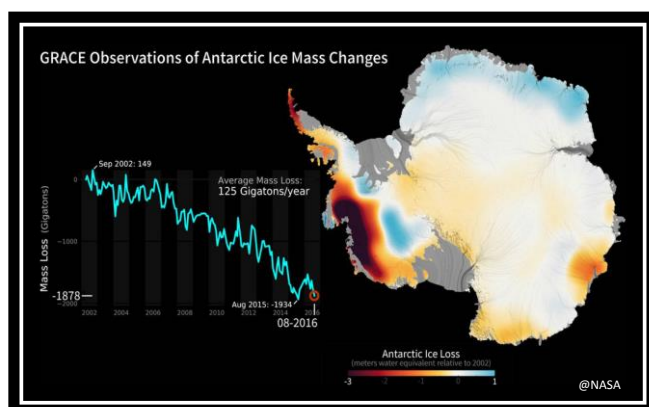 GRACE Observations of Antarctic Ice Mass Changes
Sep 2002: 149
Average Mass Loss:
125 Gigatons/year
Mass Loss (Gigatons)
0
-1000
-1878
-2000
Aug 2015: -1934
2002 2004 2006 2008 2010 2012 2014 2016
08-2016
Antarctic Ice Loss
(meters water equivalent relative to 2002)
-3 -2 -1 0 1
@NASA